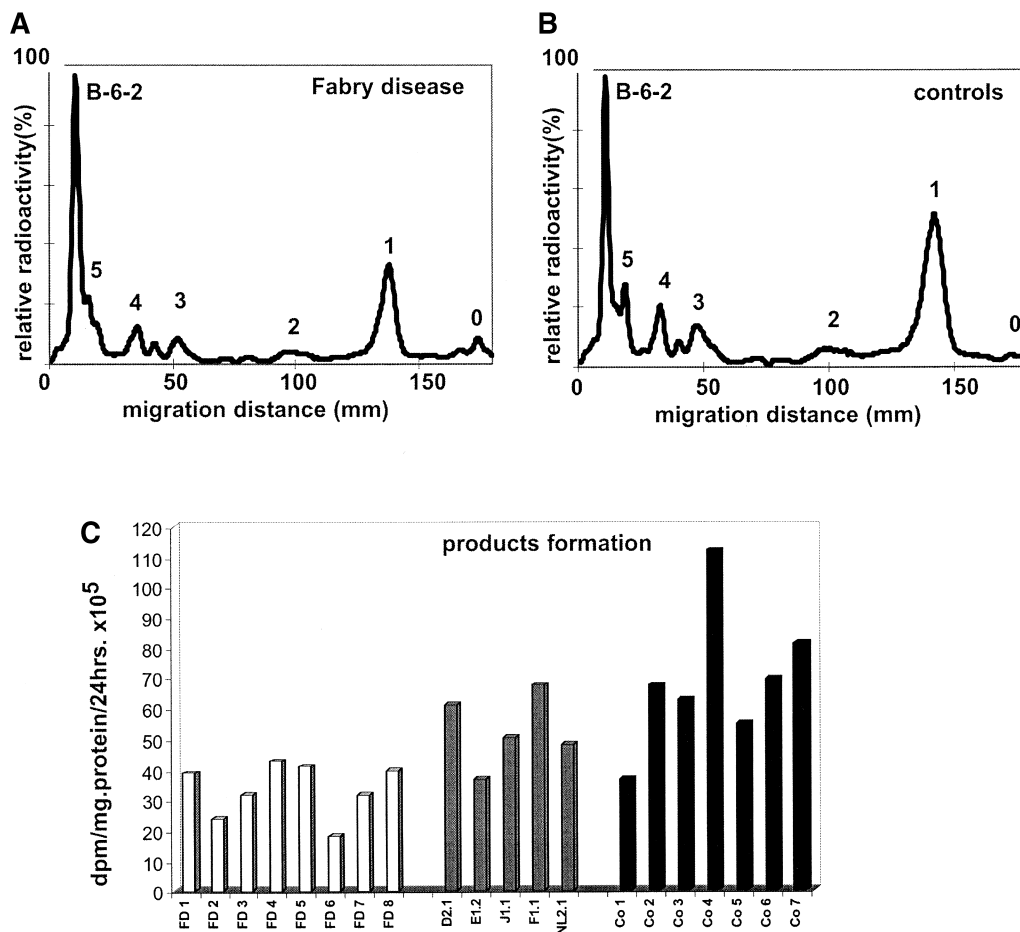 A
100
Fabry disease
B-6-2
5
4
3
2
1
0
relative radioactivity(%)
0
50
100
150
migration distance (mm)
B
100
controls
B-6-2
5
4
3
2
1
0
relative radioactivity(%)
0
50
100
150
migration distance (mm)
C
products formation
dpm/mg.protein/24hrs. x10⁵
120
110
100
90
80
70
60
50
40
30
20
10
0
FD 1
FD 2
FD 3
FD 4
FD 5
FD 6
FD 7
FD 8
D2.1
E1.2
J1.1
F1.1
NL2.1
Co 1
Co 2
Co 3
Co 4
Co 5
Co 6
Co 7